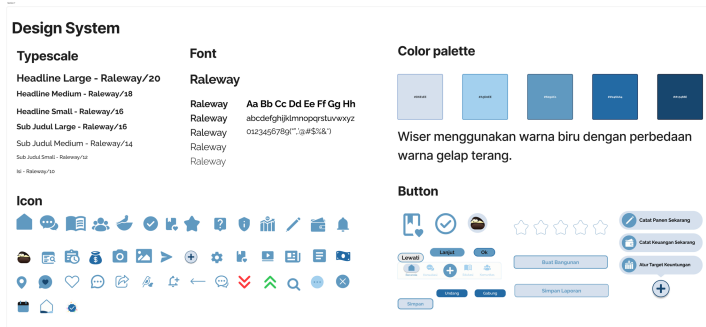 Design System
Typescale
Headline Large - Raleway/20
Headline Medium - Raleway/18
Headline Small - Raleway/16
Sub Judul Large - Raleway/16
Sub Judul Medium - Raleway/14
Sub Judul Small - Raleway/12
Isi - Raleway/10
Font
Raleway
Raleway
Raleway
Raleway
Raleway
Aa Bb Cc Dd Ee Ff Gg Hh
abcdefghijklmnopqrstuvwxyz
0123456789("",'@#$%&*)
Icon
Color palette
Wiser menggunakan warna biru dengan perbedaan
warna gelap terang.
Button
Lewati
Lanjut
Ok
Undang
Gabung
Simpan
Buat Bangunan
Simpan Laporan
Catat Panen Sekarang
Catat Keuangan Sekarang
Atur Target Keuntungan